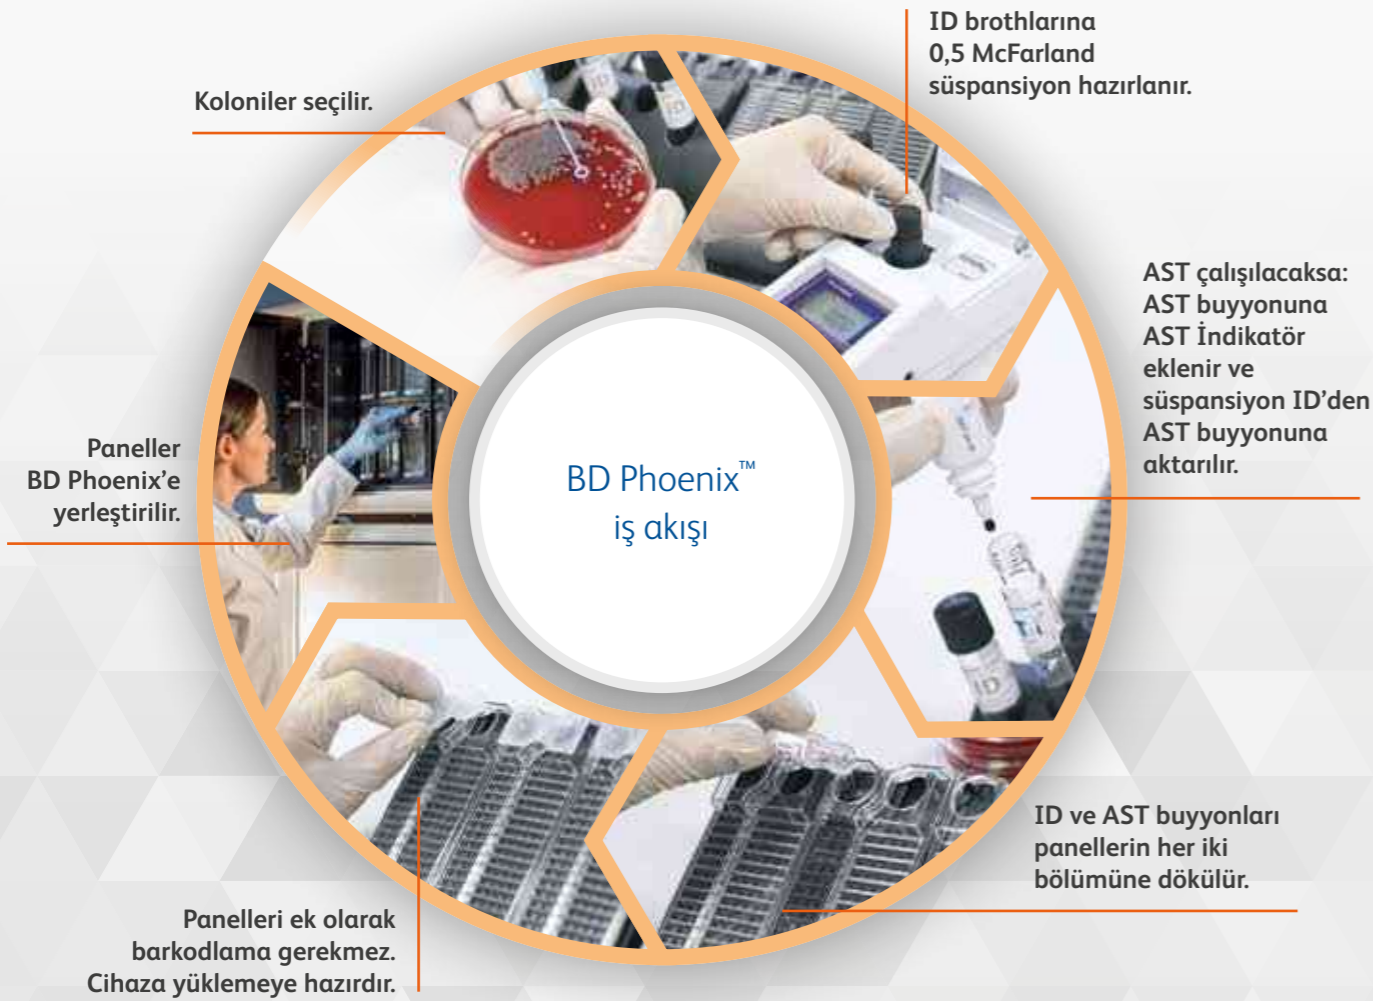 Koloniler seçilir.
ID brothlarına
0,5 McFarland
süspansiyon hazırlanır.
AST çalışılacaksa:
AST buyyonuna
AST İndikatör
eklenir ve
süspansiyon ID’den
AST buyyonuna
aktarılır.
ID ve AST buyyonları
panellerin her iki
bölümüne dökülür.
Panelleri ek olarak
barkodlama gerekmez.
Cihaza yüklemeye hazırdır.
Paneller
BD Phoenix’e
yerleştirilir.
BD Phoenix™
iş akışı
ID
ID